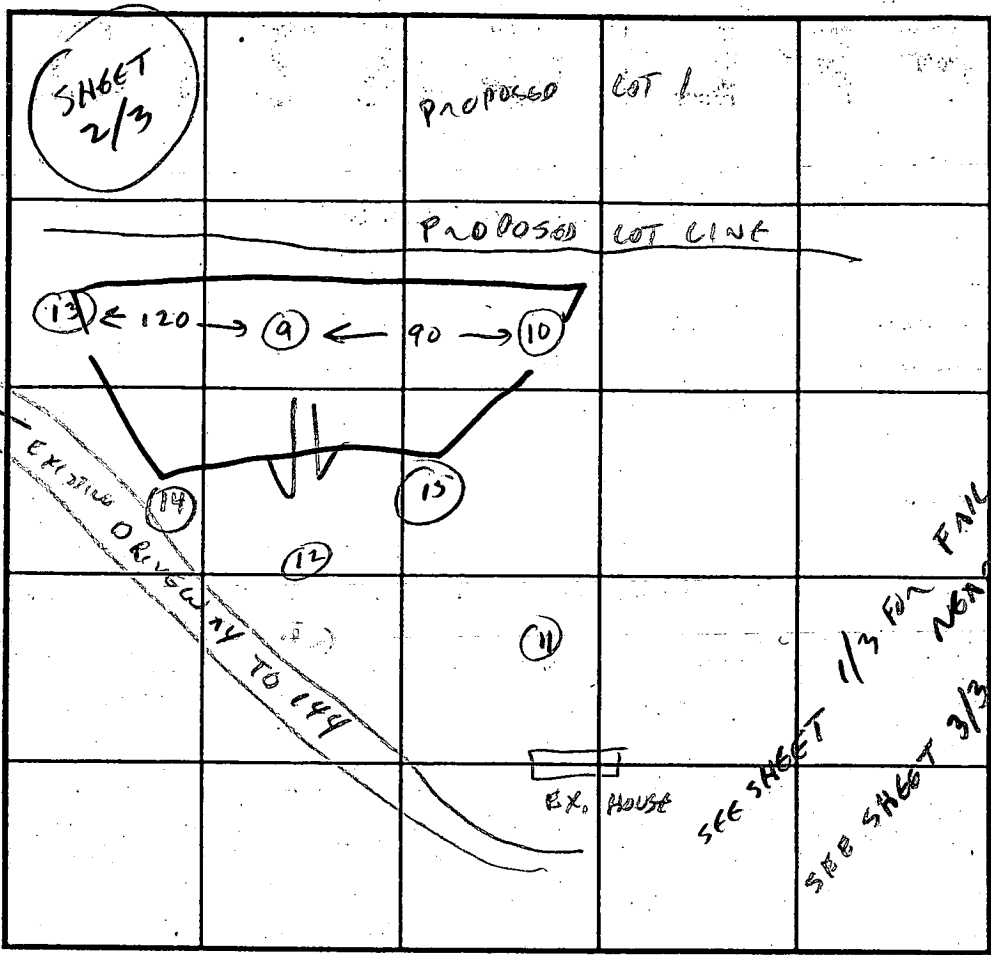 SHEET
2/3
PROPOSED LOT 1
PROPOSED LOT LINE
13 ← 120 → 9 ← 90 → 10
14
15
12
11
EXISTING DRIVEWAY TO 144
EX. HOUSE
SEE SHEET 1/3 FOR FAIL
SEE SHEET 3/3